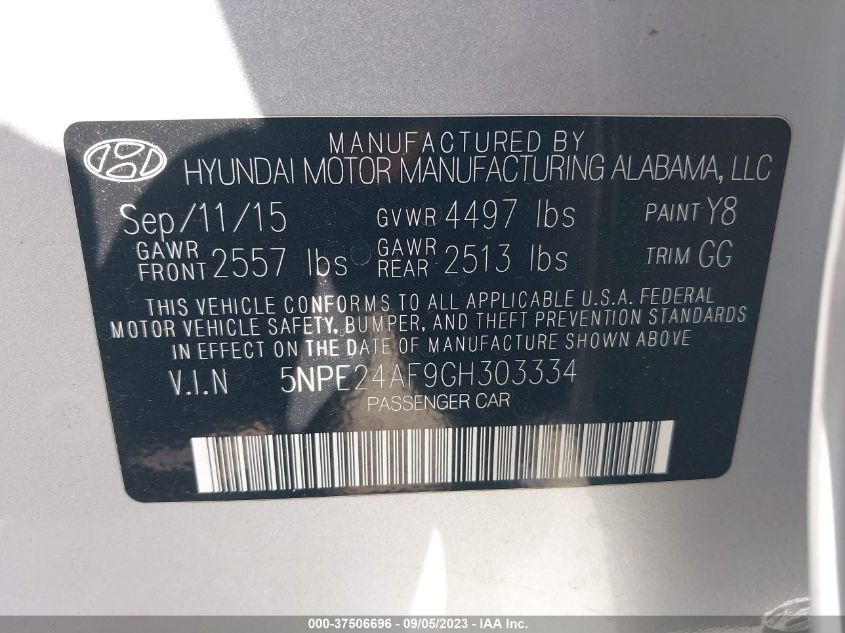 MANUFACTURED BY
HYUNDAI MOTOR MANUFACTURING ALABAMA, LLC
Sep/11/15 GVWR 4497 lbs PAINT Y8
GAWR FRONT 2557 lbs GAWR REAR 2513 lbs TRIM GG
THIS VEHICLE CONFORMS TO ALL APPLICABLE U.S.A. FEDERAL
MOTOR VEHICLE SAFETY, BUMPER, AND THEFT PREVENTION STANDARDS
IN EFFECT ON THE DATE OF MANUFACTURE SHOWN ABOVE
V.I.N 5NPE24AF9GH303334
PASSENGER CAR
000-37506696 - 09/05/2023 - IAA Inc.